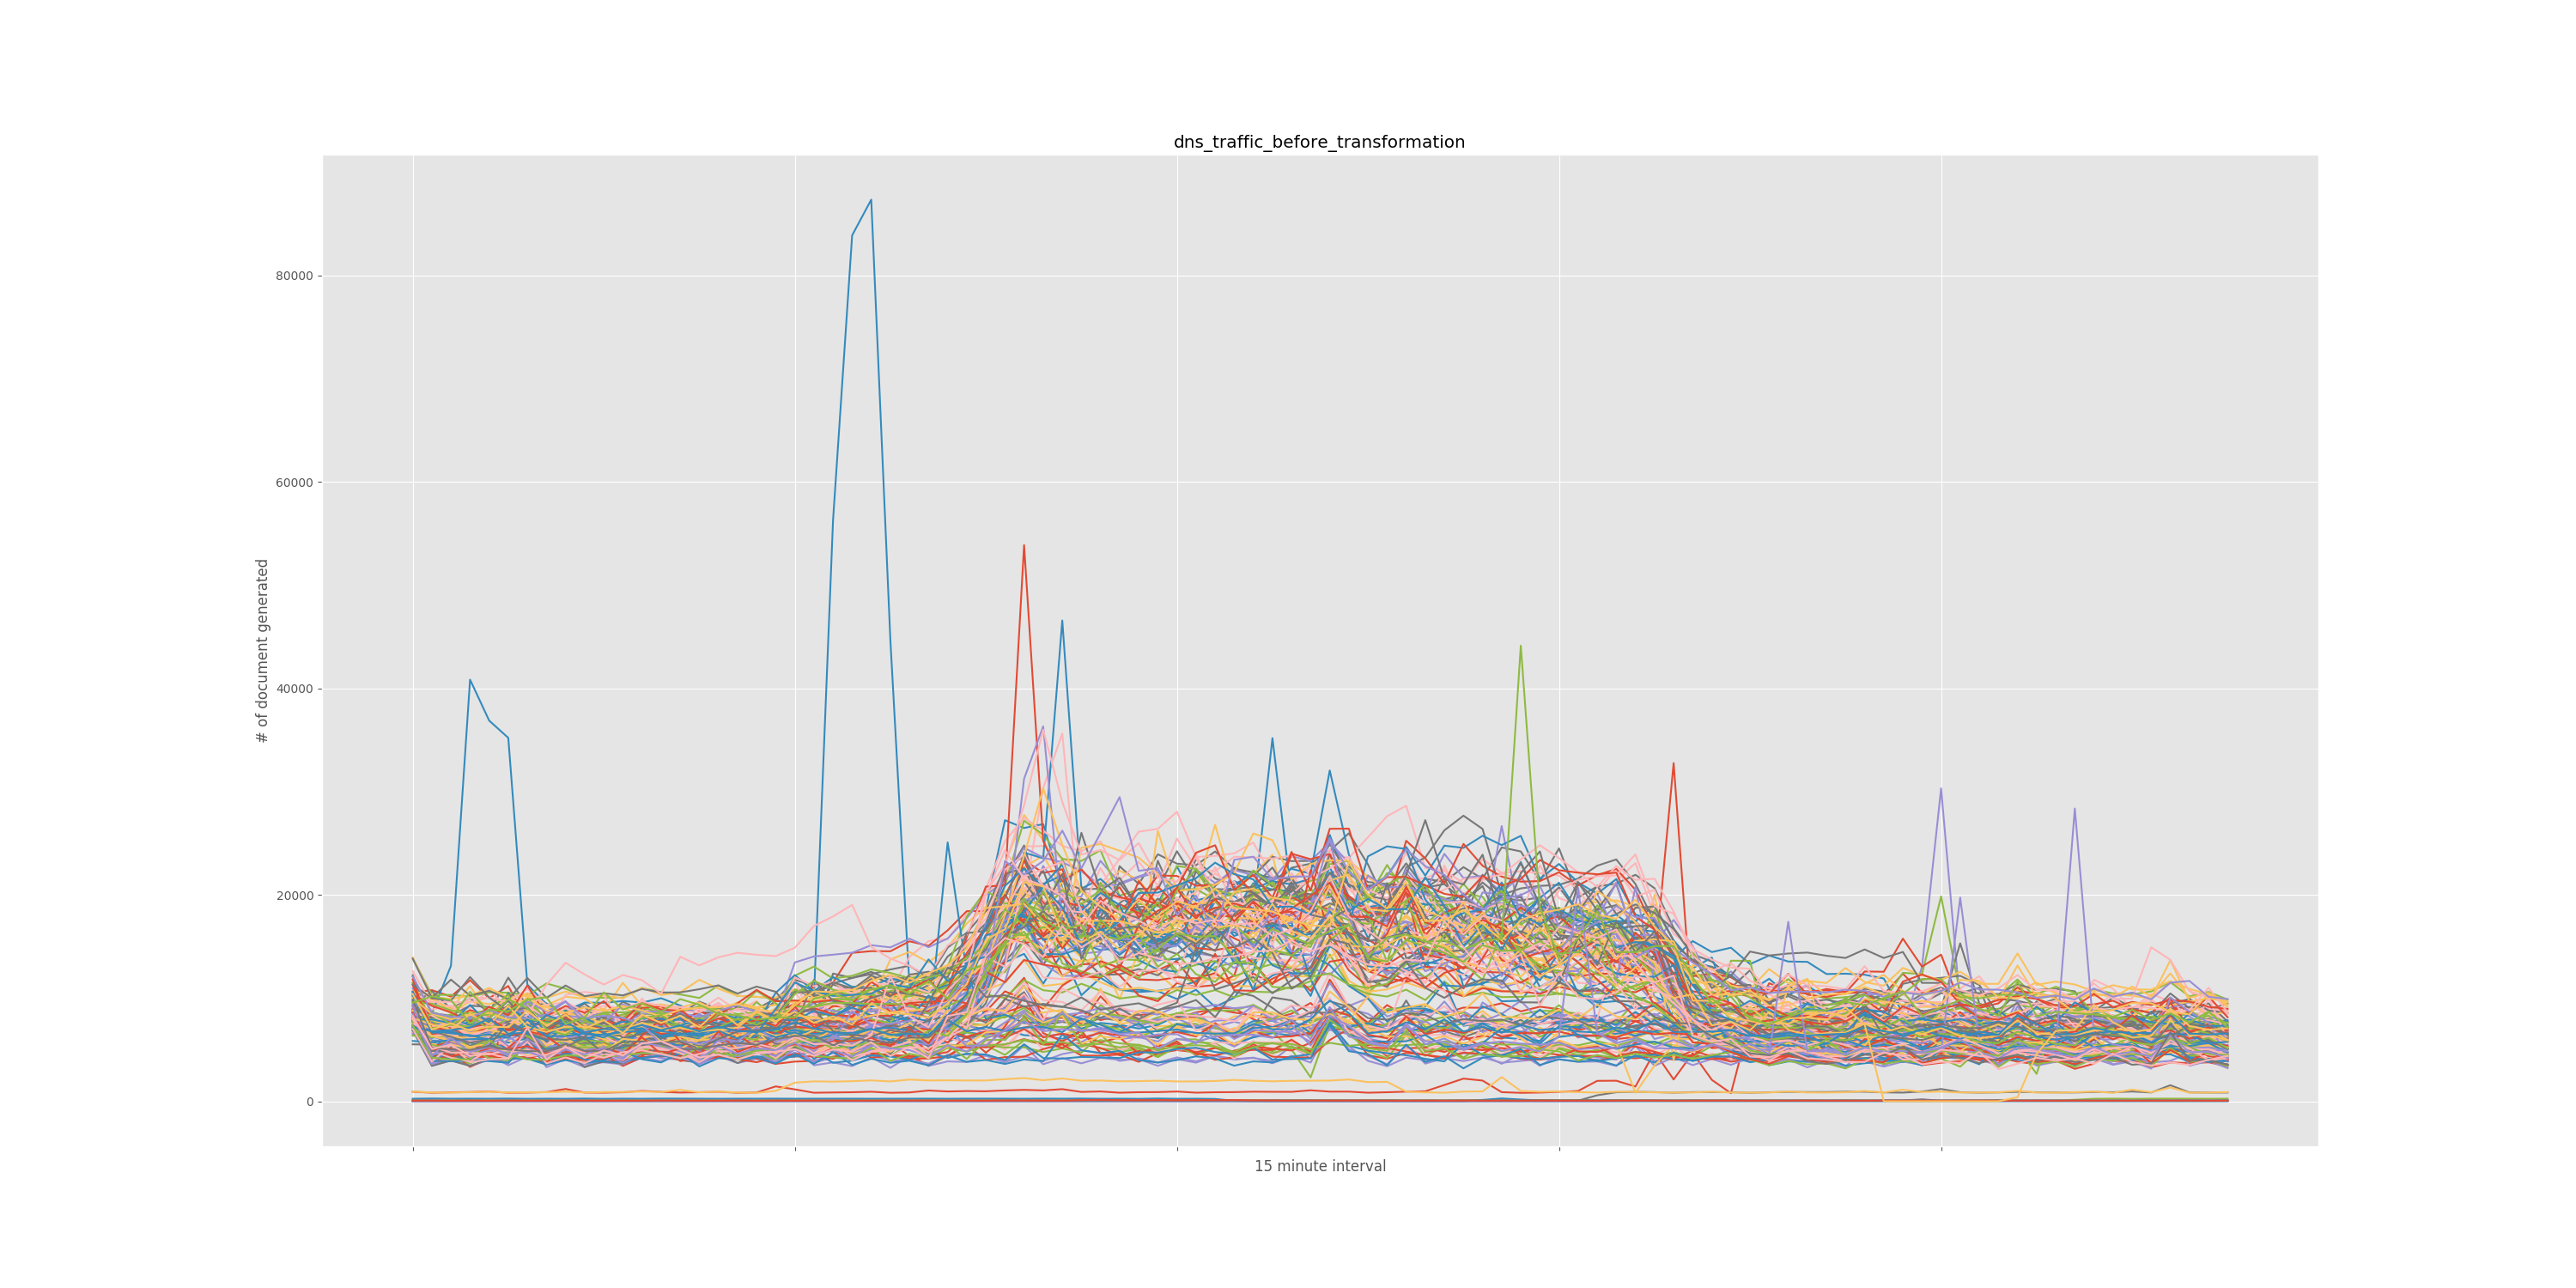 dns_traffic_before_transformation
80000
60000
40000
20000
0
# of document generated
15 minute interval